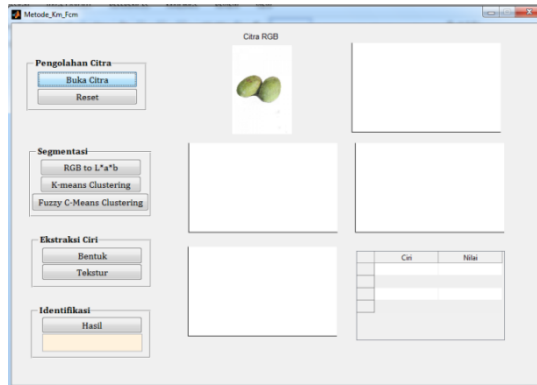 Metode_Km_Fcm
Citra RGB
Pengolahan Citra
Buka Citra
Reset
Segmentasi
RGB to L*a*b
K-means Clustering
Fuzzy C-Means Clustering
Ekstraksi Ciri
Bentuk
Tekstur
Ciri
Nilai
Identifikasi
Hasil